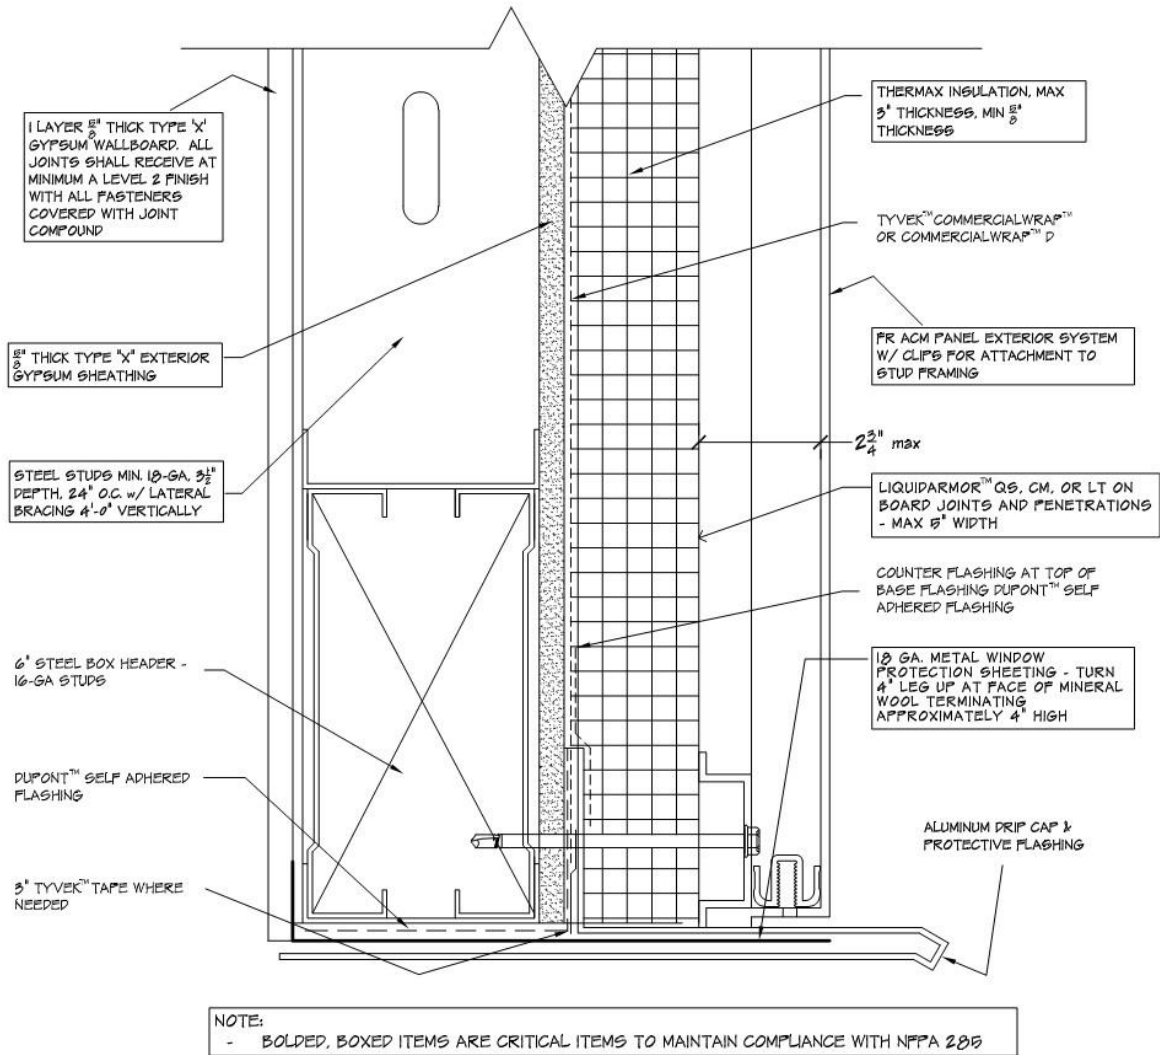 1 LAYER 5/8" THICK TYPE 'X'
GYPSUM WALLBOARD. ALL
JOINTS SHALL RECEIVE AT
MINIMUM A LEVEL 2 FINISH
WITH ALL FASTENERS
COVERED WITH JOINT
COMPOUND
5/8" THICK TYPE "X" EXTERIOR
GYPSUM SHEATHING
STEEL STUDS MIN. 18-GA, 3 1/2"
DEPTH, 24" O.C. w/ LATERAL
BRACING 4'-0" VERTICALLY
6" STEEL BOX HEADER -
16-GA STUDS
DUPONT™ SELF ADHERED
FLASHING
3" TYVEK™ TAPE WHERE
NEEDED
THERMAX INSULATION, MAX
3" THICKNESS, MIN 5/8"
THICKNESS
TYVEK™ COMMERCIALWRAP™
OR COMMERCIALWRAP™ D
FR ACM PANEL EXTERIOR SYSTEM
W/ CLIPS FOR ATTACHMENT TO
STUD FRAMING
2 3/4" max
LIQUIDARMOR™ QS, CM, OR LT ON
BOARD JOINTS AND PENETRATIONS
- MAX 5" WIDTH
COUNTER FLASHING AT TOP OF
BASE FLASHING DUPONT™ SELF
ADHERED FLASHING
18 GA. METAL WINDOW
PROTECTION SHEETING - TURN
4" LEG UP AT FACE OF MINERAL
WOOL TERMINATING
APPROXIMATELY 4" HIGH
ALUMINUM DRIP CAP &
PROTECTIVE FLASHING
NOTE:
- BOLDED, BOXED ITEMS ARE CRITICAL ITEMS TO MAINTAIN COMPLIANCE WITH NFPA 285